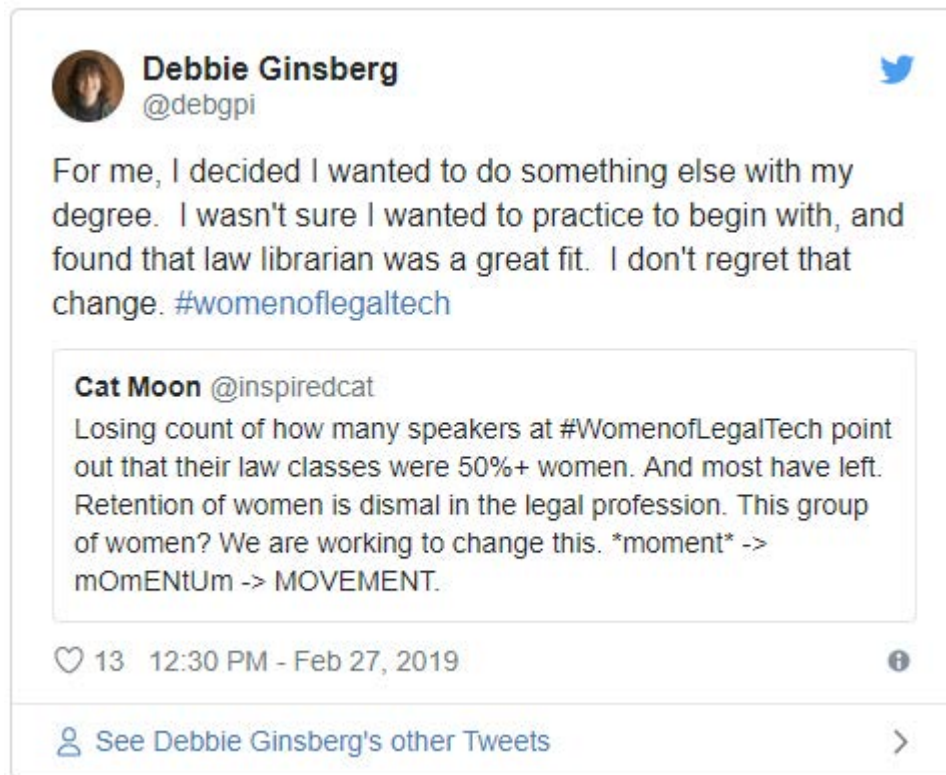 Debbie Ginsberg
@debgpi
For me, I decided I wanted to do something else with my
degree.  I wasn't sure I wanted to practice to begin with, and
found that law librarian was a great fit.  I don't regret that
change. #womenoflegaltech
Cat Moon @inspiredcat
Losing count of how many speakers at #WomenofLegalTech point
out that their law classes were 50%+ women. And most have left.
Retention of women is dismal in the legal profession. This group
of women? We are working to change this. *moment* ->
mOmENtUm -> MOVEMENT.
13 12:30 PM - Feb 27, 2019
See Debbie Ginsberg's other Tweets